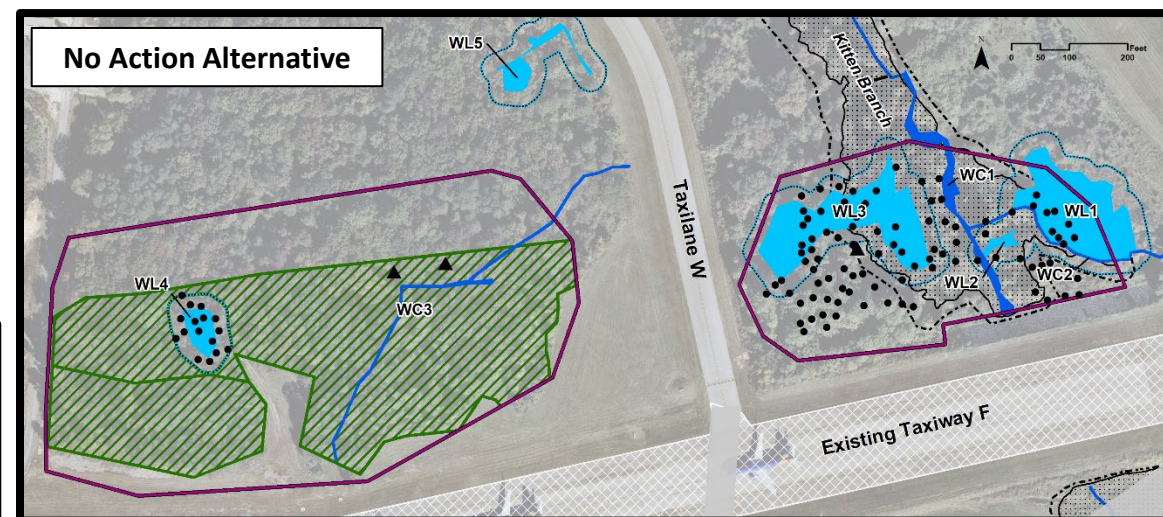 No Action Alternative
WL5
Kitten Branch
N
Feet
0 50 100 200
WC1
WL3
WL1
Taxilane W
WL2
WC2
WL4
WC3
Existing Taxiway F